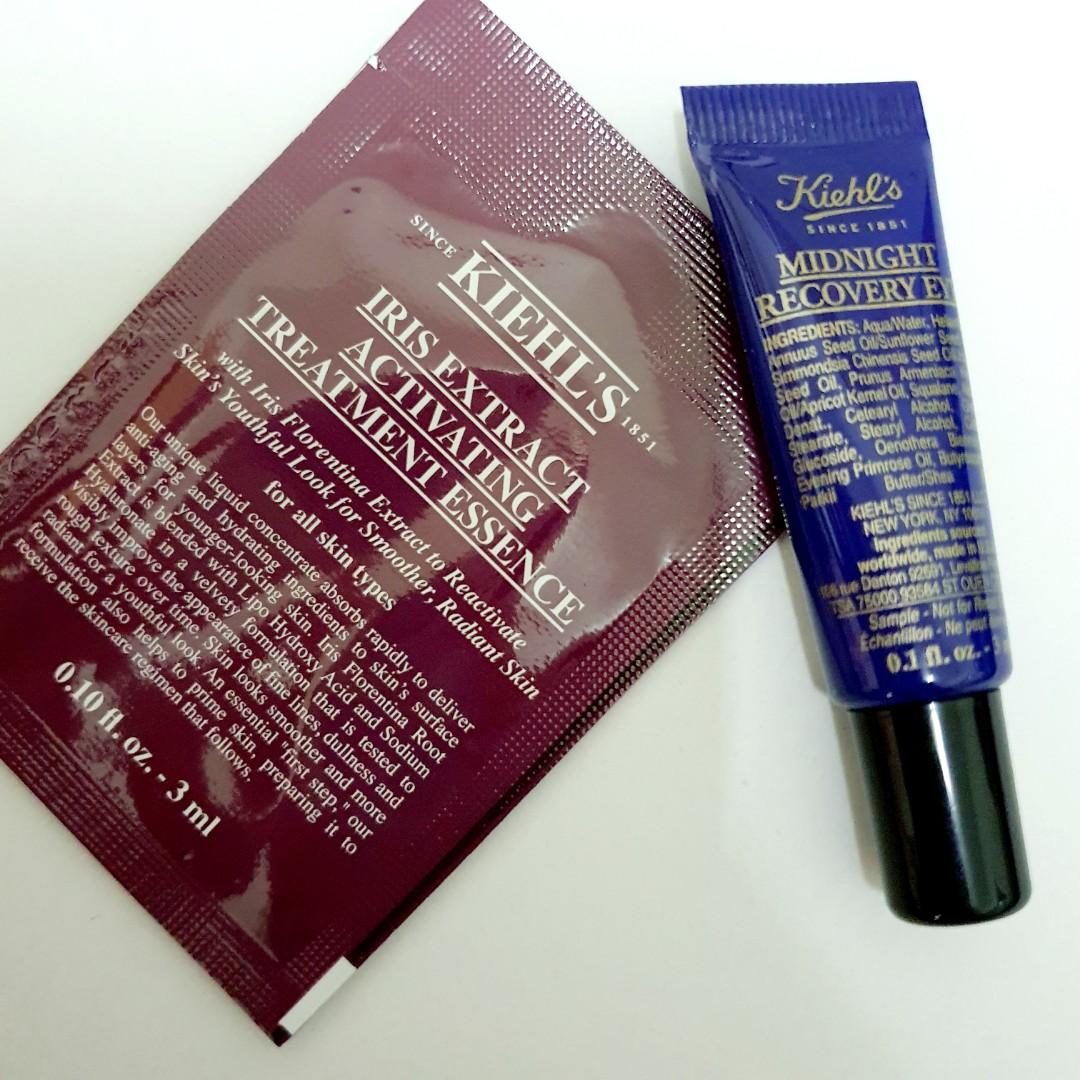 SINCE KIEHL'S 1851
IRIS EXTRACT
ACTIVATING
TREATMENT ESSENCE
with Iris Florentina Extract to Reactivate
Skin's Youthful Look for Smoother, Radiant Skin
for all skin types
Our unique liquid concentrate absorbs rapidly to deliver
anti-aging and hydrating ingredients to skin's surface
layers for younger-looking skin. Iris Florentina Root
Extract is blended with Lipo Hydroxy Acid and Sodium
Hyaluronate in a velvety formulation that is tested to
visibly improve the appearance of fine lines, dullness and
rough texture over time. Skin looks smoother and more
radiant for a youthful look. An essential "first step," our
formulation also helps to prime skin, preparing it to
receive the skincare regimen that follows.
0.10 fl. oz. - 3 ml
Kiehl's
SINCE 1851
MIDNIGHT
RECOVERY
INGREDIENTS: Aqua/Water,
Annuus Seed Oil/Sunflower
Simmondsia Chinensis Seed
Seed Oil, Prunus Armeniaca
Oil/Apricot Kernel Oil, Squalane
Denat. Cetearyl Alcohol,
Stearate, Stearyl Alcohol,
Glucoside, Oenothera
Evening Primrose Oil,
Parkii Butter/Shea
KIEHL'S SINCE 1851
NEW YORK, NY
Ingredients
worldwide, made in
rue Danton 92691,
TSA 75000 93584 ST
Sample - Not for
Échantillon - Ne peut
0.1 fl. oz. -